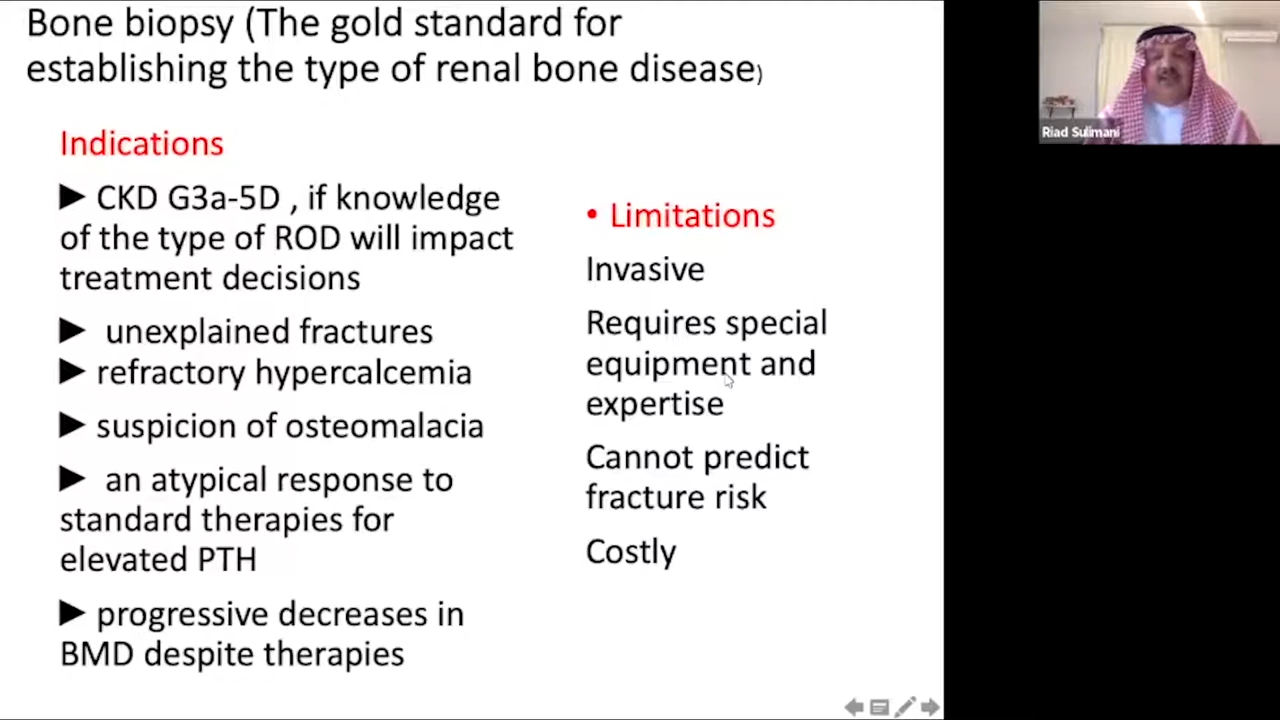 Bone biopsy (The gold standard for
establishing the type of renal bone disease)
Indications
► CKD G3a-5D , if knowledge
of the type of ROD will impact
treatment decisions
► unexplained fractures
► refractory hypercalcemia
► suspicion of osteomalacia
► an atypical response to
standard therapies for
elevated PTH
► progressive decreases in
BMD despite therapies
• Limitations
Invasive
Requires special
equipment and
expertise
Cannot predict
fracture risk
Costly
Riad Sulimani